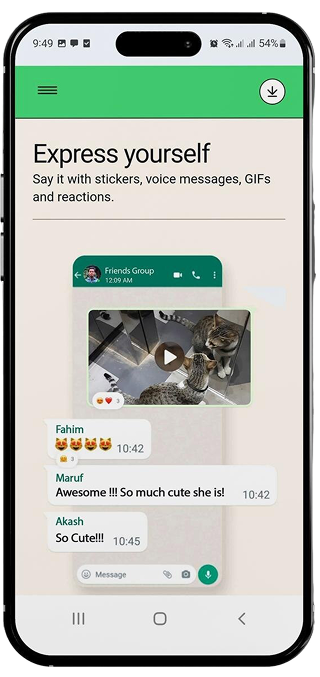 9:49
54%
Express yourself
Say it with stickers, voice messages, GIFs
and reactions.
Friends Group
12:09 AM
3
Fahim
10:42
3
Maruf
Awesome !!! So much cute she is!
10:42
Akash
So Cute!!!
10:45
Message